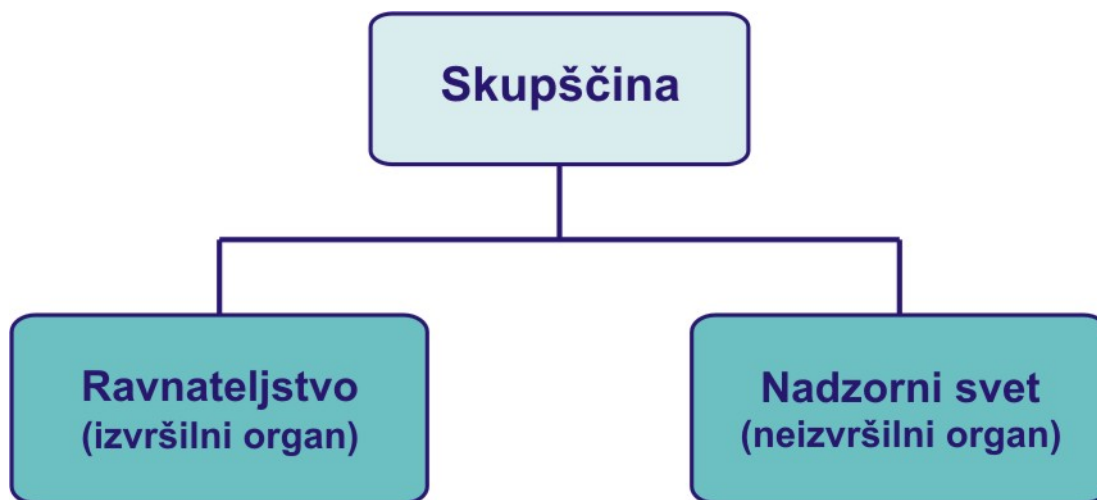 Skupščina
Ravnateljstvo
(izvršilni organ)
Nadzorni svet
(neizvršilni organ)